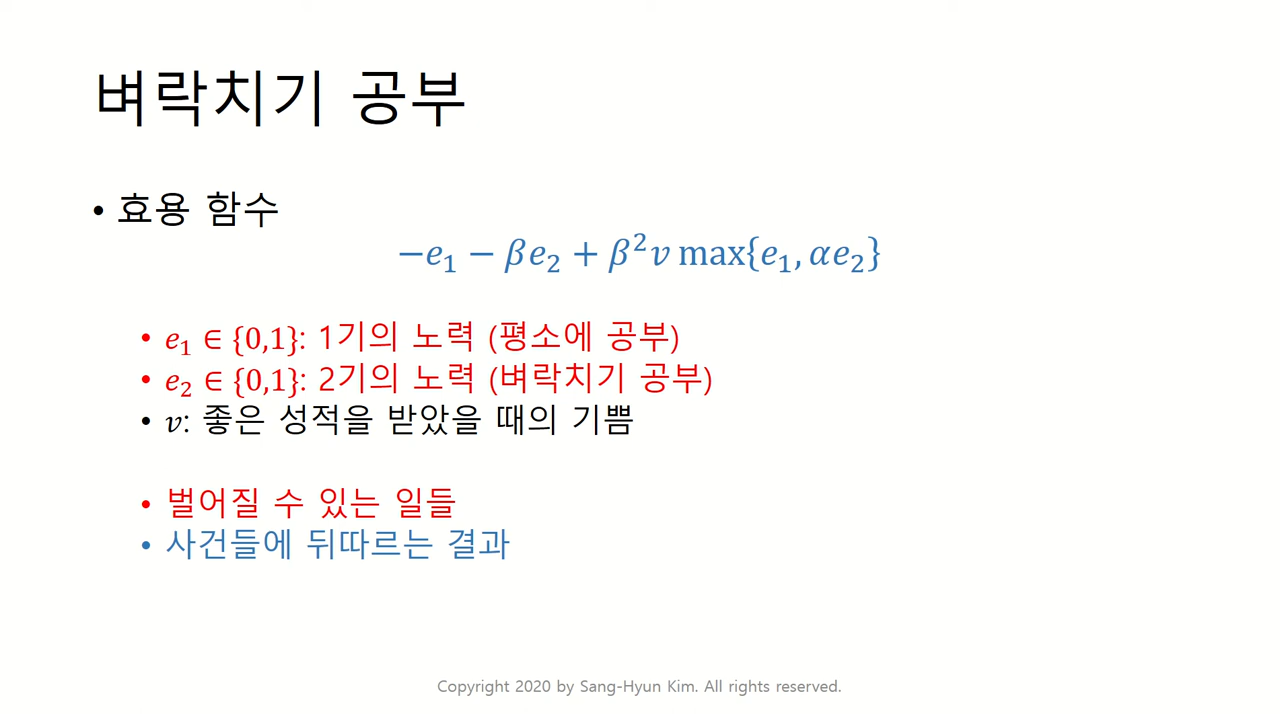 벼락치기 공부
• 효용 함수
−e₁ − βe₂ + β²v max{e₁, αe₂}
• e₁ ∈ {0,1}: 1기의 노력 (평소에 공부)
• e₂ ∈ {0,1}: 2기의 노력 (벼락치기 공부)
• v: 좋은 성적을 받았을 때의 기쁨
• 벌어질 수 있는 일들
• 사건들에 뒤따르는 결과
Copyright 2020 by Sang-Hyun Kim. All rights reserved.